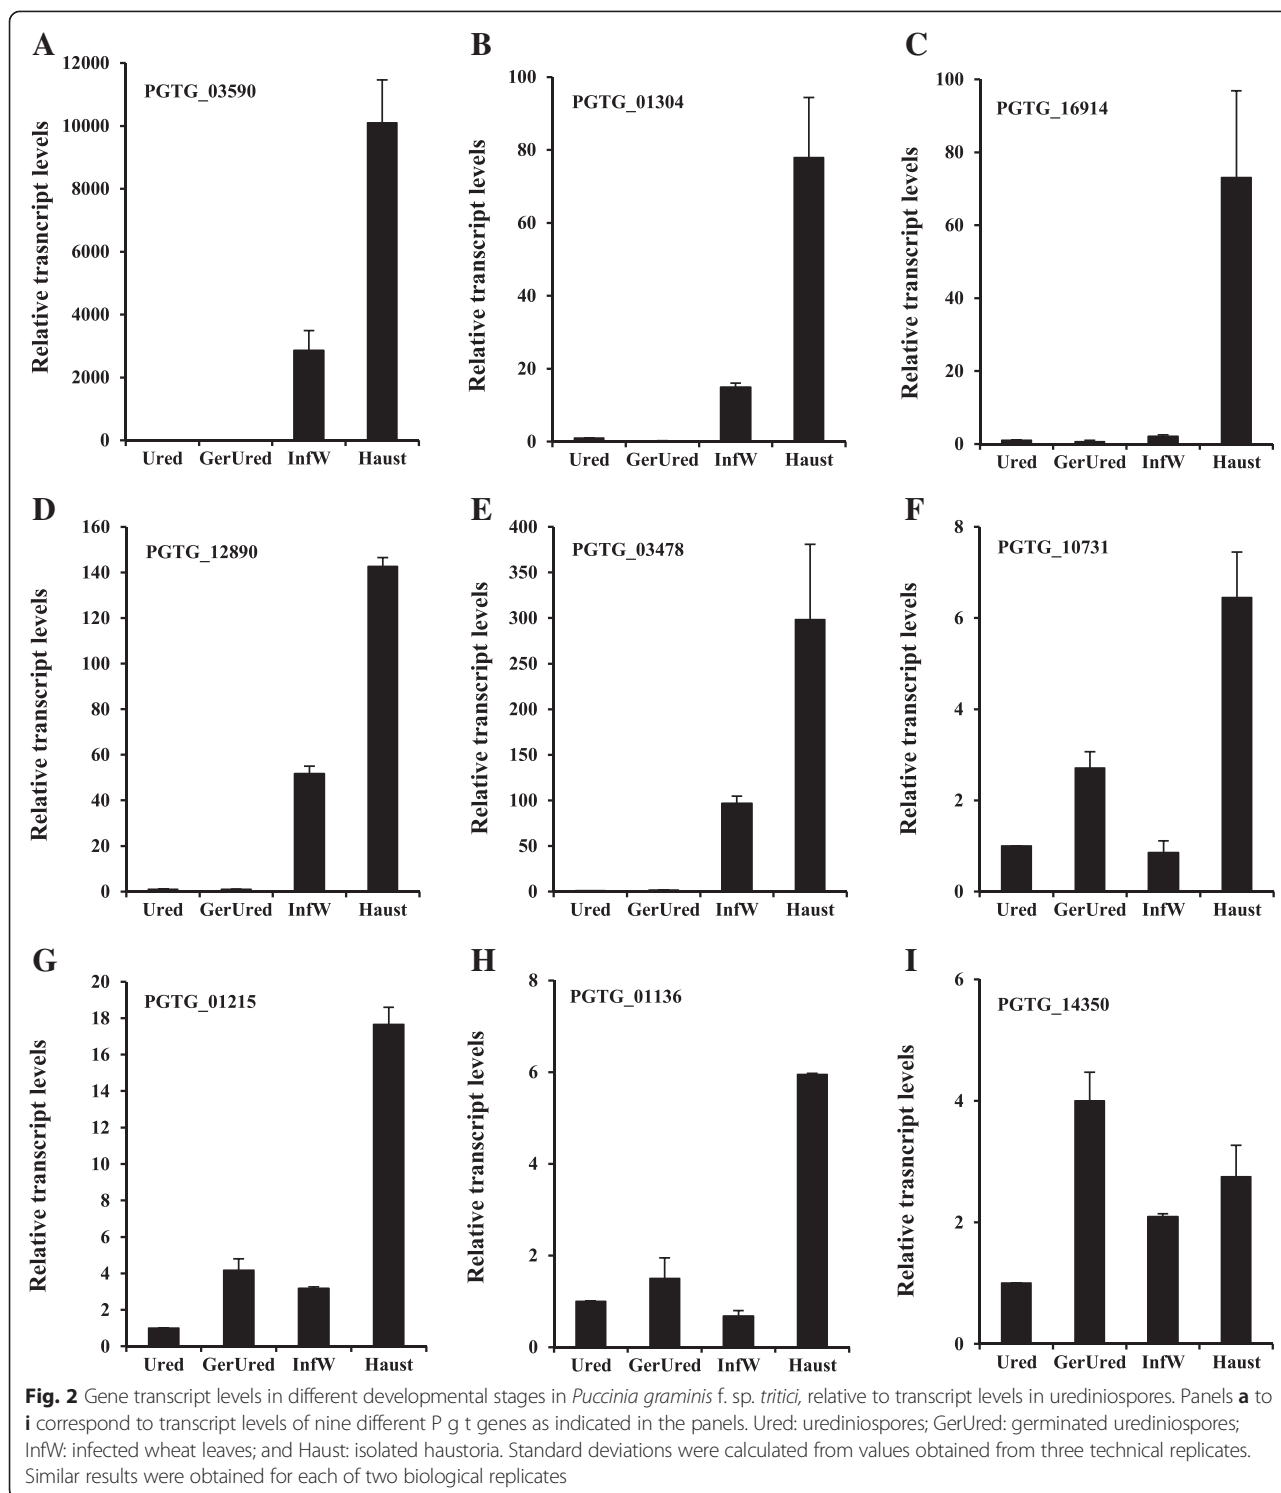 A
PGTG_03590
Relative trasncript levels
12000
10000
8000
6000
4000
2000
0
Ured GerUred InfW Haust
B
PGTG_01304
Relative transcript levels
100
80
60
40
20
0
Ured GerUred InfW Haust
C
PGTG_16914
Relative transcript levels
100
80
60
40
20
0
Ured GerUred InfW Haust
D
PGTG_12890
Relative transcript levels
160
140
120
100
80
60
40
20
0
Ured GerUred InfW Haust
E
PGTG_03478
Relative transcript levels
400
350
300
250
200
150
100
50
0
Ured GerUred InfW Haust
F
PGTG_10731
Relative transcript levels
8
6
4
2
0
Ured GerUred InfW Haust
G
PGTG_01215
Relative transcript levels
20
18
16
14
12
10
8
6
4
2
0
Ured GerUred InfW Haust
H
PGTG_01136
Relative transcript levels
8
6
4
2
0
Ured GerUred InfW Haust
I
PGTG_14350
Relative trasncript levels
6
4
2
0
Ured GerUred InfW Haust
Fig. 2 Gene transcript levels in different developmental stages in Puccinia graminis f. sp. tritici, relative to transcript levels in urediniospores. Panels a to
i correspond to transcript levels of nine different P g t genes as indicated in the panels. Ured: urediniospores; GerUred: germinated urediniospores;
InfW: infected wheat leaves; and Haust: isolated haustoria. Standard deviations were calculated from values obtained from three technical replicates.
Similar results were obtained for each of two biological replicates